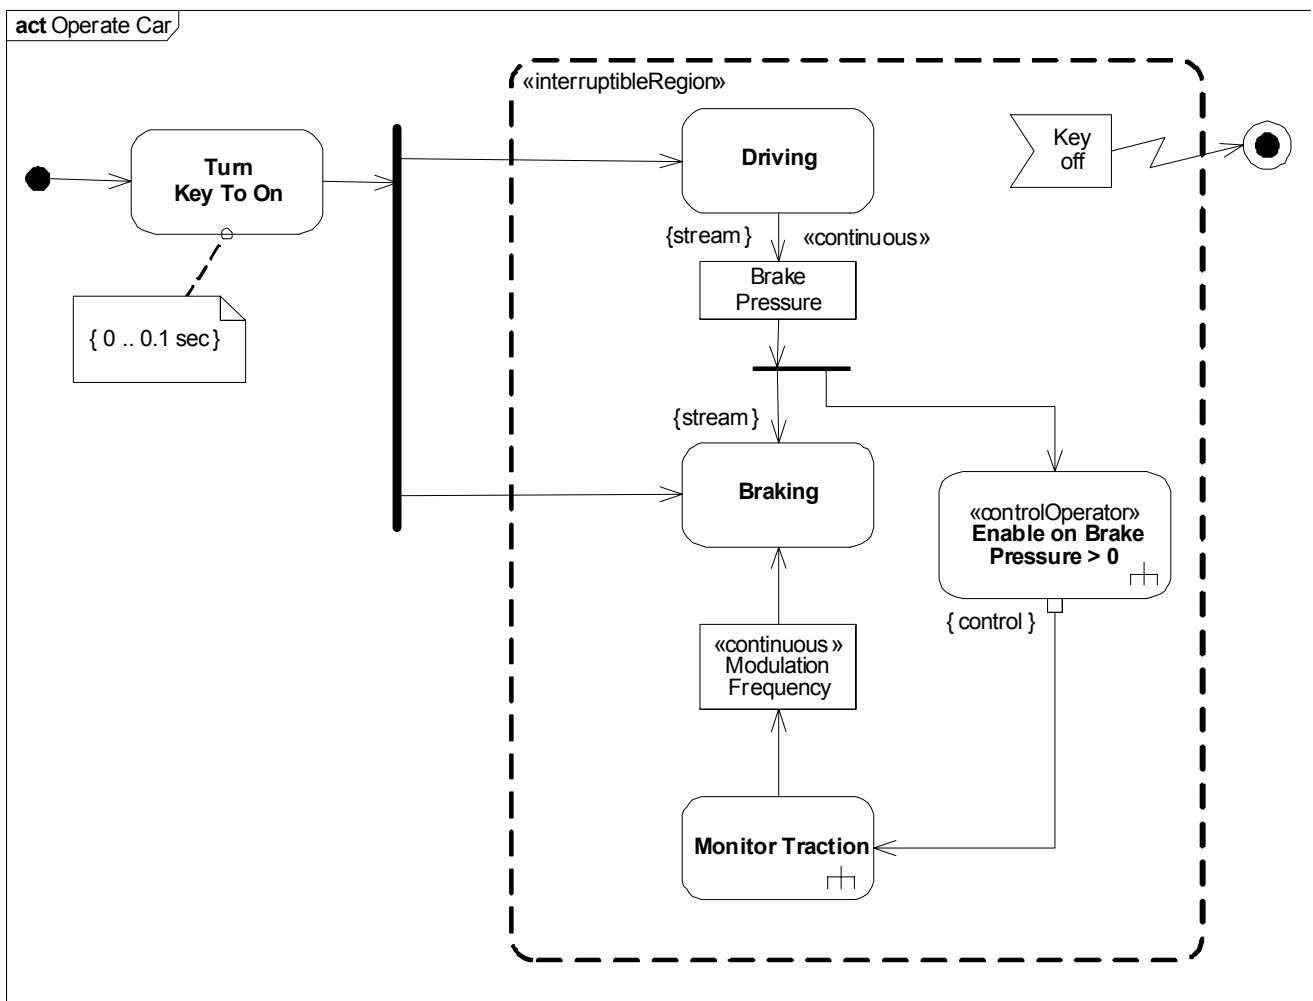 act Operate Car
«interruptibleRegion»
Turn
Key To On
Driving
Key
off
{stream}
«continuous»
Brake
Pressure
{ 0 .. 0.1 sec}
{stream}
Braking
«controlOperator»
Enable on Brake
Pressure > 0
{ control }
«continuous»
Modulation
Frequency
Monitor Traction